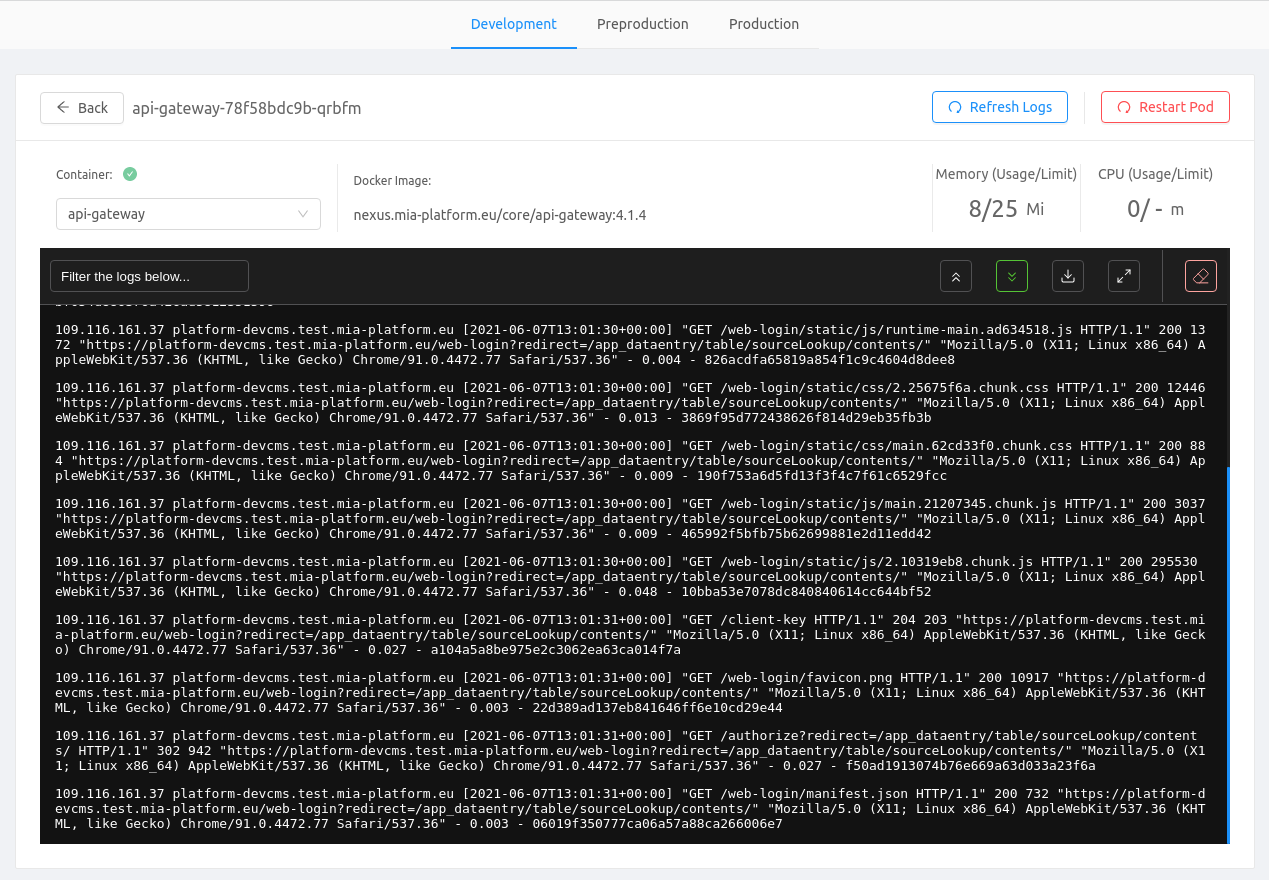 Development Preproduction Production
Back api-gateway-78f58bdc9b-qrbfm Refresh Logs Restart Pod
Container: Docker Image: Memory (Usage/Limit) CPU (Usage/Limit)
api-gateway nexus.mia-platform.eu/core/api-gateway:4.1.4 8/25 Mi 0/ - m
Filter the logs below...
109.116.161.37 platform-devcms.test.mia-platform.eu [2021-06-07T13:01:30+00:00] "GET /web-login/static/js/runtime-main.ad634518.js HTTP/1.1" 200 13
72 "https://platform-devcms.test.mia-platform.eu/web-login?redirect=/app_dataentry/table/sourceLookup/contents/" "Mozilla/5.0 (X11; Linux x86_64) A
ppleWebKit/537.36 (KHTML, like Gecko) Chrome/91.0.4472.77 Safari/537.36" - 0.004 - 826acdfa65819a854f1c9c4604d8dee8
109.116.161.37 platform-devcms.test.mia-platform.eu [2021-06-07T13:01:30+00:00] "GET /web-login/static/css/2.25675f6a.chunk.css HTTP/1.1" 200 12446
"https://platform-devcms.test.mia-platform.eu/web-login?redirect=/app_dataentry/table/sourceLookup/contents/" "Mozilla/5.0 (X11; Linux x86_64) Appl
eWebKit/537.36 (KHTML, like Gecko) Chrome/91.0.4472.77 Safari/537.36" - 0.013 - 3869f95d772438626f814d29eb35fb3b
109.116.161.37 platform-devcms.test.mia-platform.eu [2021-06-07T13:01:30+00:00] "GET /web-login/static/css/main.62cd33f0.chunk.css HTTP/1.1" 200 88
4 "https://platform-devcms.test.mia-platform.eu/web-login?redirect=/app_dataentry/table/sourceLookup/contents/" "Mozilla/5.0 (X11; Linux x86_64) Ap
pleWebKit/537.36 (KHTML, like Gecko) Chrome/91.0.4472.77 Safari/537.36" - 0.009 - 190f753a6d5fd13f3f4c7f61c6529fcc
109.116.161.37 platform-devcms.test.mia-platform.eu [2021-06-07T13:01:30+00:00] "GET /web-login/static/js/main.21207345.chunk.js HTTP/1.1" 200 3037
"https://platform-devcms.test.mia-platform.eu/web-login?redirect=/app_dataentry/table/sourceLookup/contents/" "Mozilla/5.0 (X11; Linux x86_64) Appl
eWebKit/537.36 (KHTML, like Gecko) Chrome/91.0.4472.77 Safari/537.36" - 0.009 - 465992f5bfb75b62699881e2d11edd42
109.116.161.37 platform-devcms.test.mia-platform.eu [2021-06-07T13:01:30+00:00] "GET /web-login/static/js/2.10319eb8.chunk.js HTTP/1.1" 200 295530
"https://platform-devcms.test.mia-platform.eu/web-login?redirect=/app_dataentry/table/sourceLookup/contents/" "Mozilla/5.0 (X11; Linux x86_64) Appl
eWebKit/537.36 (KHTML, like Gecko) Chrome/91.0.4472.77 Safari/537.36" - 0.048 - 10bba53e7078dc840840614cc644bf52
109.116.161.37 platform-devcms.test.mia-platform.eu [2021-06-07T13:01:31+00:00] "GET /client-key HTTP/1.1" 204 203 "https://platform-devcms.test.mi
a-platform.eu/web-login?redirect=/app_dataentry/table/sourceLookup/contents/" "Mozilla/5.0 (X11; Linux x86_64) AppleWebKit/537.36 (KHTML, like Geck
o) Chrome/91.0.4472.77 Safari/537.36" - 0.027 - a104a5a8be975e2c3062ea63ca014f7a
109.116.161.37 platform-devcms.test.mia-platform.eu [2021-06-07T13:01:31+00:00] "GET /web-login/favicon.png HTTP/1.1" 200 10917 "https://platform-d
evcms.test.mia-platform.eu/web-login?redirect=/app_dataentry/table/sourceLookup/contents/" "Mozilla/5.0 (X11; Linux x86_64) AppleWebKit/537.36 (KHT
ML, like Gecko) Chrome/91.0.4472.77 Safari/537.36" - 0.003 - 22d389ad137eb841646ff6e10cd29e44
109.116.161.37 platform-devcms.test.mia-platform.eu [2021-06-07T13:01:31+00:00] "GET /authorize?redirect=/app_dataentry/table/sourceLookup/content
s/ HTTP/1.1" 302 942 "https://platform-devcms.test.mia-platform.eu/web-login?redirect=/app_dataentry/table/sourceLookup/contents/" "Mozilla/5.0 (X1
1; Linux x86_64) AppleWebKit/537.36 (KHTML, like Gecko) Chrome/91.0.4472.77 Safari/537.36" - 0.027 - f50ad1913074b76e669a63d033a23f6a
109.116.161.37 platform-devcms.test.mia-platform.eu [2021-06-07T13:01:31+00:00] "GET /web-login/manifest.json HTTP/1.1" 200 732 "https://platform-d
evcms.test.mia-platform.eu/web-login?redirect=/app_dataentry/table/sourceLookup/contents/" "Mozilla/5.0 (X11; Linux x86_64) AppleWebKit/537.36 (KHT
ML, like Gecko) Chrome/91.0.4472.77 Safari/537.36" - 0.003 - 06019f350777ca06a57a88ca266006e7